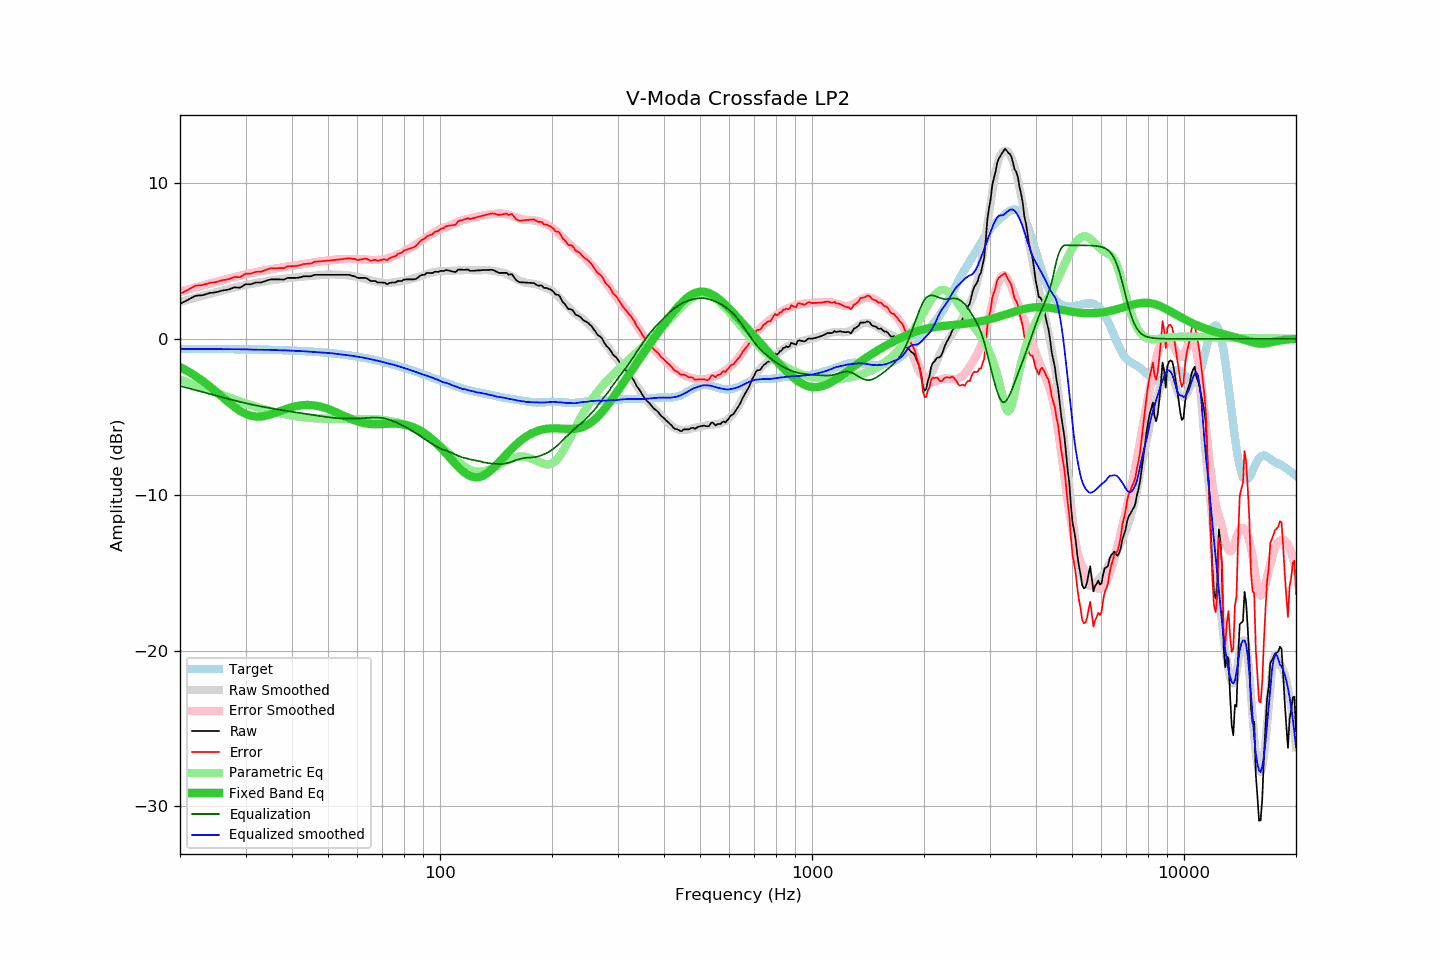 V-Moda Crossfade LP2
10
0
−10
−20
−30
Amplitude (dBr)
Target
Raw Smoothed
Error Smoothed
Raw
Error
Parametric Eq
Fixed Band Eq
Equalization
Equalized smoothed
100
1000
10000
Frequency (Hz)